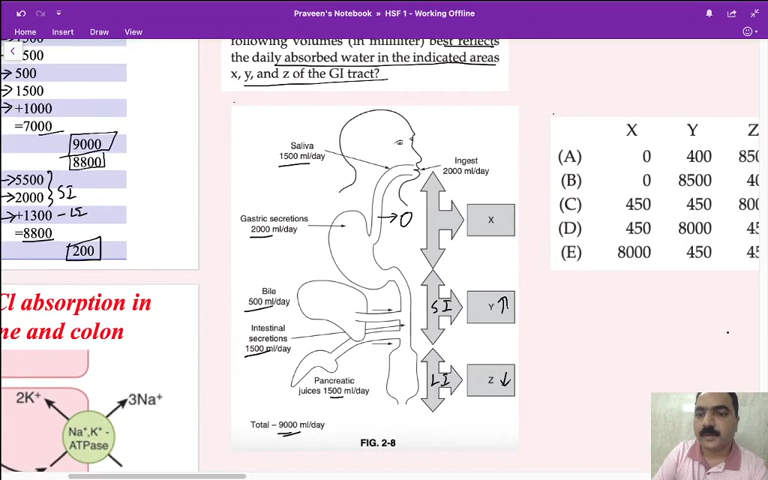 Praveen's Notebook » HSF 1 - Working Offline
Home Insert Draw View
500
500
1500
+1000
=7000
9000
8800
5500
2000
SI
+1300 - LI
=8800
200
Cl absorption in
ne and colon
2K+
3Na+
Na+,K+-
ATPase
following volumes (in milliliter) best reflects
the daily absorbed water in the indicated areas
x, y, and z of the GI tract?
Saliva
1500 ml/day
Ingest
2000 ml/day
0
Gastric secretions
2000 ml/day
X
Bile
500 ml/day
SI
Y
Intestinal
secretions
1500 ml/day
Pancreatic
juices 1500 ml/day
LI
Z
Total – 9000 ml/day
FIG. 2-8
X Y Z
(A) 0 400 850
(B) 0 8500 40
(C) 450 450 800
(D) 450 8000 45
(E) 8000 450 45